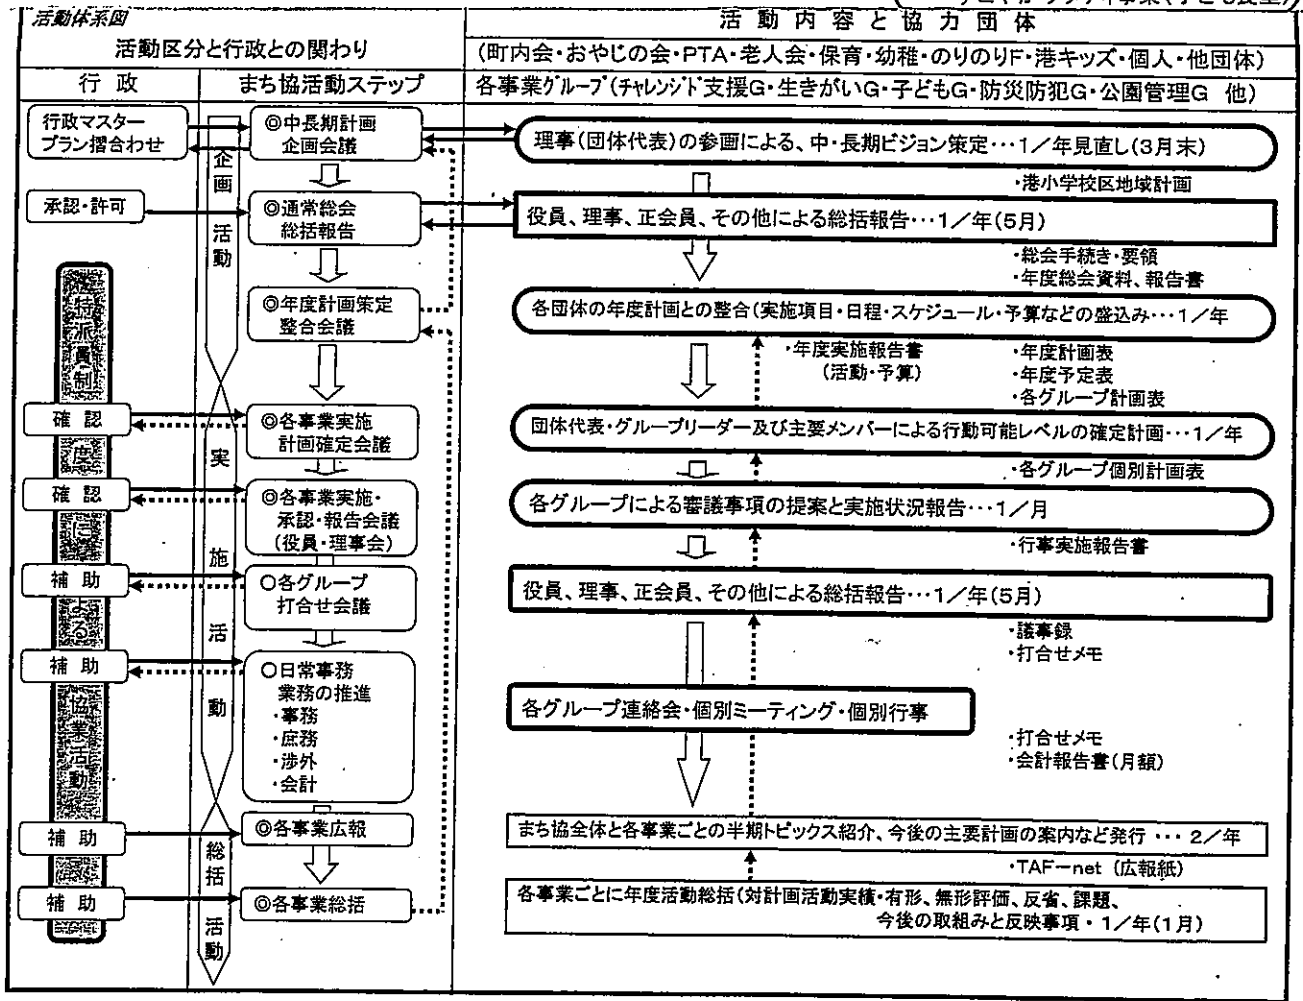 活動体系図
活動区分と行政との関わり
活動内容と協力団体
(町内会・おやじの会・PTA・老人会・保育・幼稚・のりのりF・港キッズ・個人・他団体)
行政
まち協活動ステップ
各事業グループ(チャレンジド支援G・生きがいG・子どもG・防災防犯G・公園管理G 他)
行政マスター
プラン摺合わせ
企画活動
◎中長期計画
企画会議
理事(団体代表)の参画による、中・長期ビジョン策定…1/年見直し(3月末)
・港小学校区地域計画
承認・許可
◎通常総会
総括報告
役員、理事、正会員、その他による総括報告…1/年(5月)
・総会手続き・要領
・年度総会資料、報告書
特派員制度
る協業活動
◎年度計画策定
整合会議
各団体の年度計画との整合(実施項目・日程・スケジュール・予算などの盛込み…1/年
・年度実施報告書
(活動・予算)
・年度計画表
・年度予定表
・各グループ計画表
確認
実施活動
◎各事業実施
計画確定会議
団体代表・グループリーダー及び主要メンバーによる行動可能レベルの確定計画…1/年
・各グループ個別計画表
確認
◎各事業実施・
承認・報告会議
(役員・理事会)
各グループによる審議事項の提案と実施状況報告…1/月
・行事実施報告書
補助
○各グループ
打合せ会議
役員、理事、正会員、その他による総括報告…1/年(5月)
・議事録
・打合せメモ
補助
○日常事務
業務の推進
・事務
・庶務
・渉外
・会計
各グループ連絡会・個別ミーティング・個別行事
・打合せメモ
・会計報告書(月額)
補助
総括活動
◎各事業広報
まち協全体と各事業ごとの半期トピックス紹介、今後の主要計画の案内など発行 … 2/年
・TAF-net (広報紙)
補助
◎各事業総括
各事業ごとに年度活動総括(対計画活動実績・有形、無形評価、反省、課題、
今後の取組みと反映事項・1/年(1月)